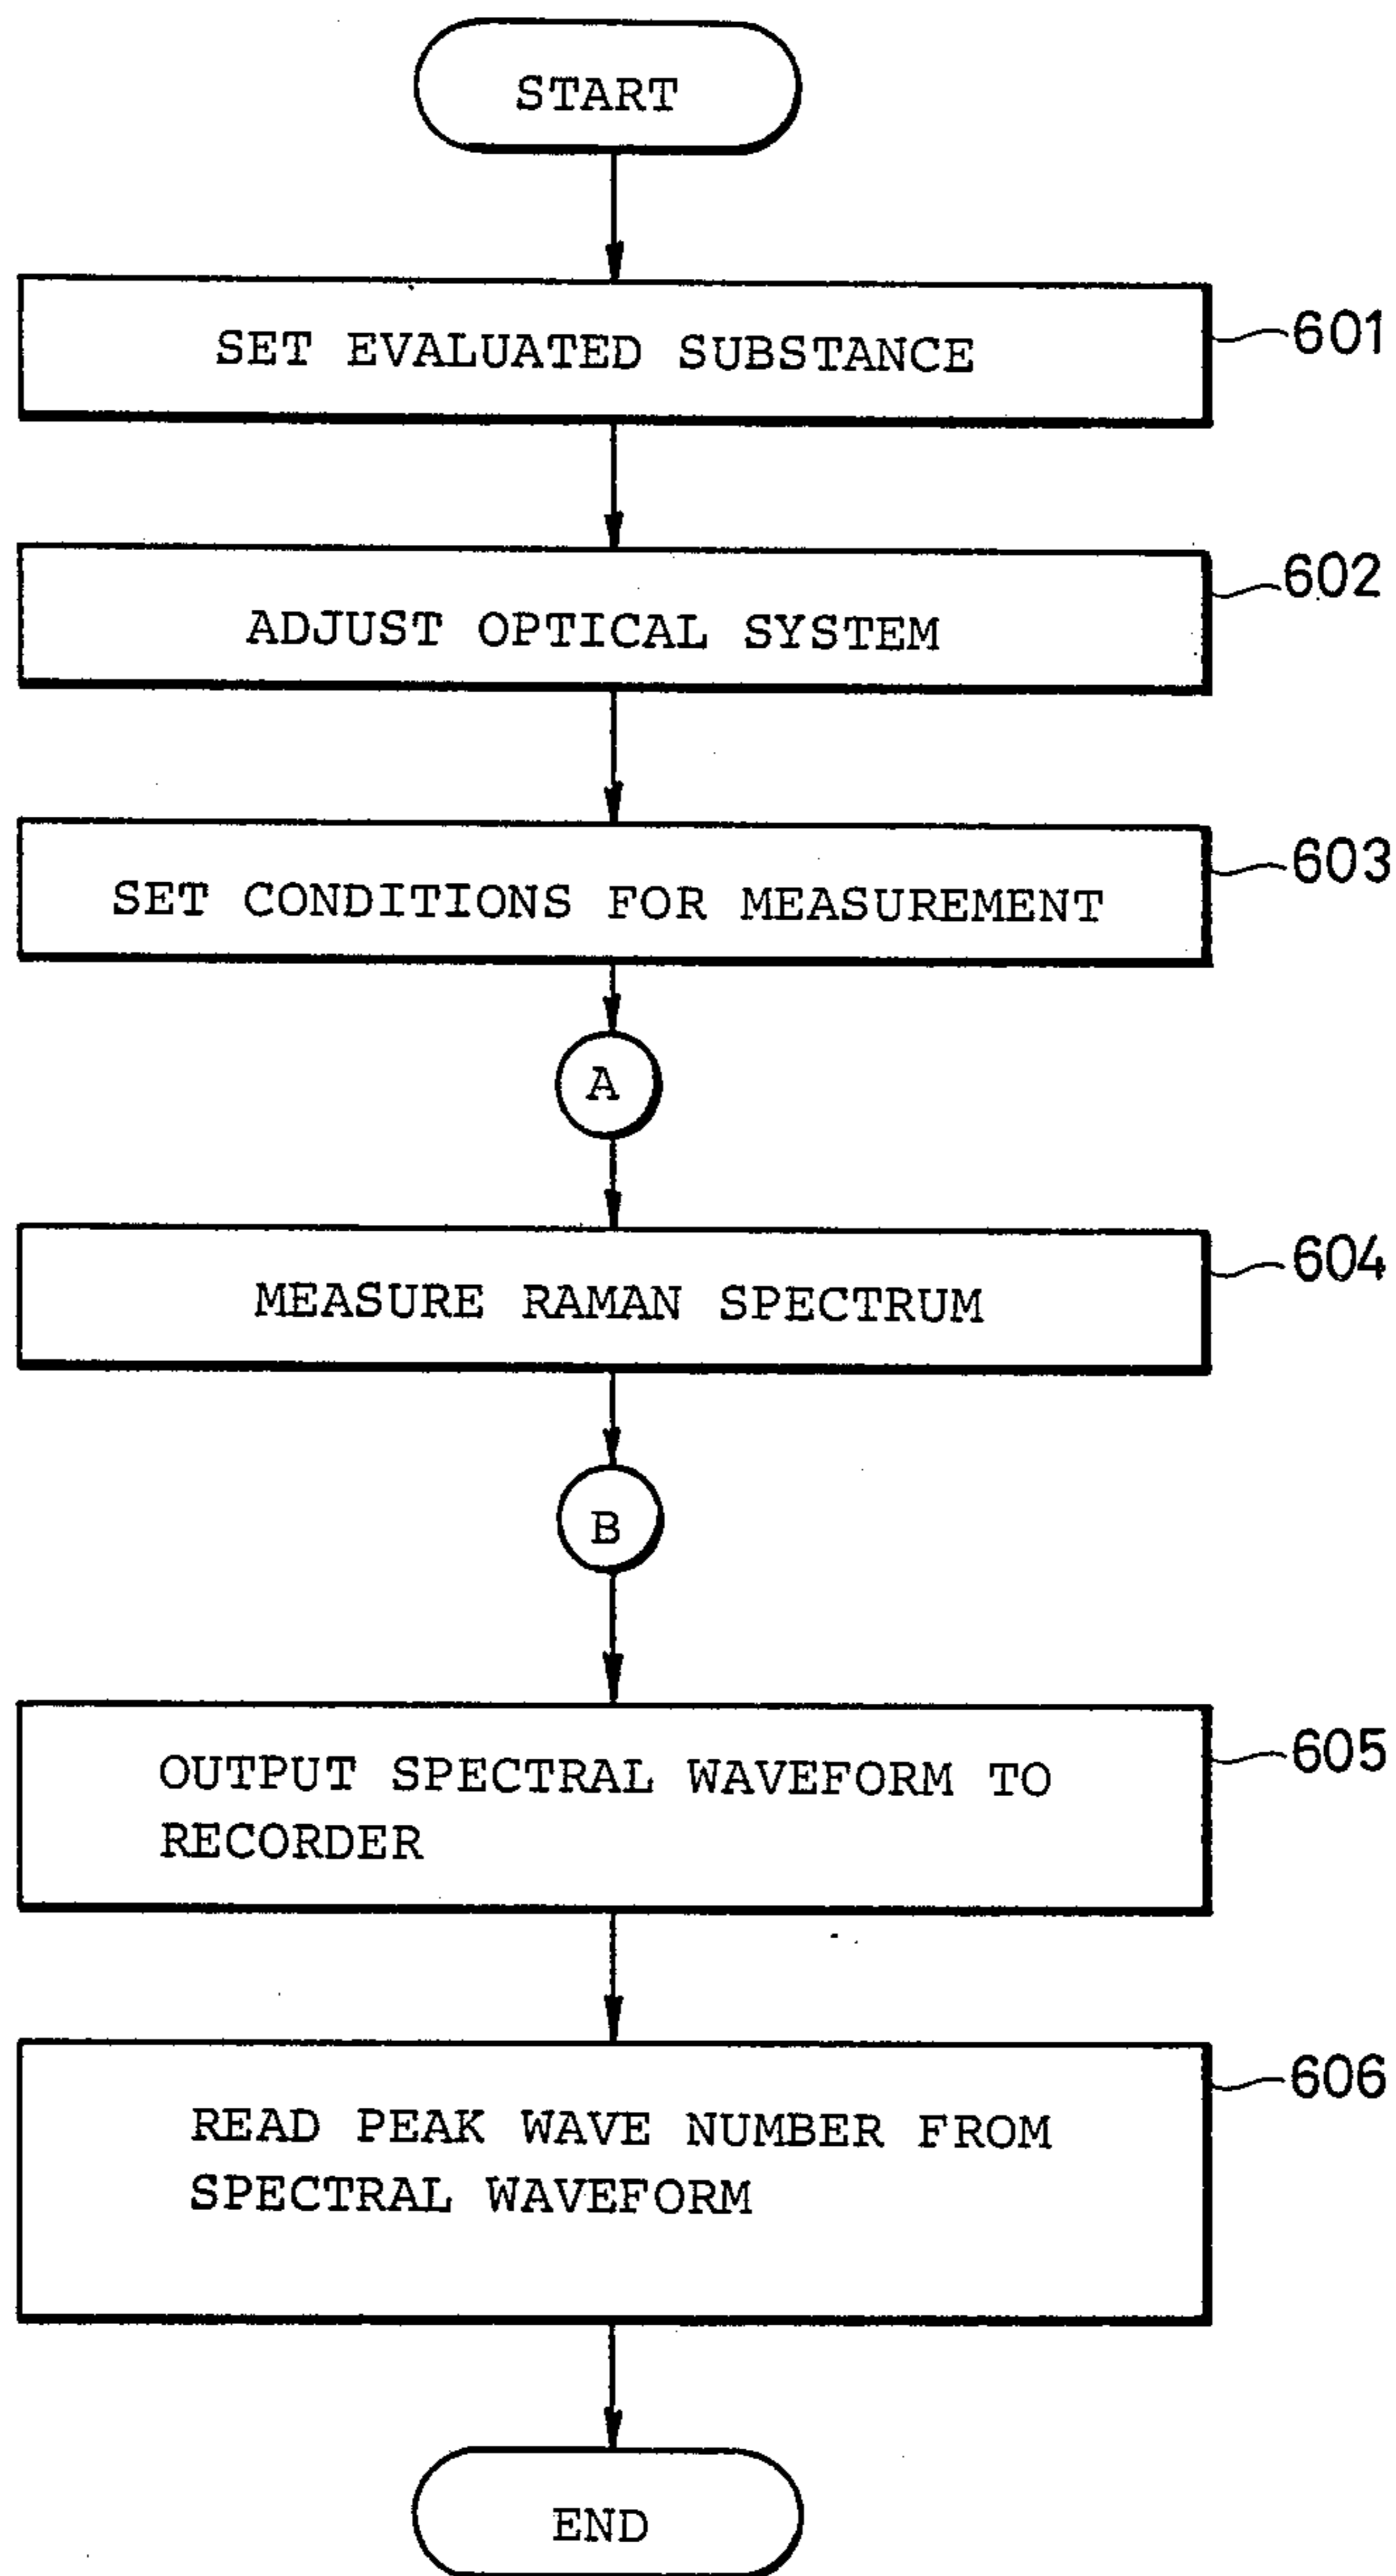 START
SET EVALUATED SUBSTANCE
601
ADJUST OPTICAL SYSTEM
602
SET CONDITIONS FOR MEASUREMENT
603
A
MEASURE RAMAN SPECTRUM
604
B
OUTPUT SPECTRAL WAVEFORM TO
RECORDER
605
READ PEAK WAVE NUMBER FROM
SPECTRAL WAVEFORM
606
END